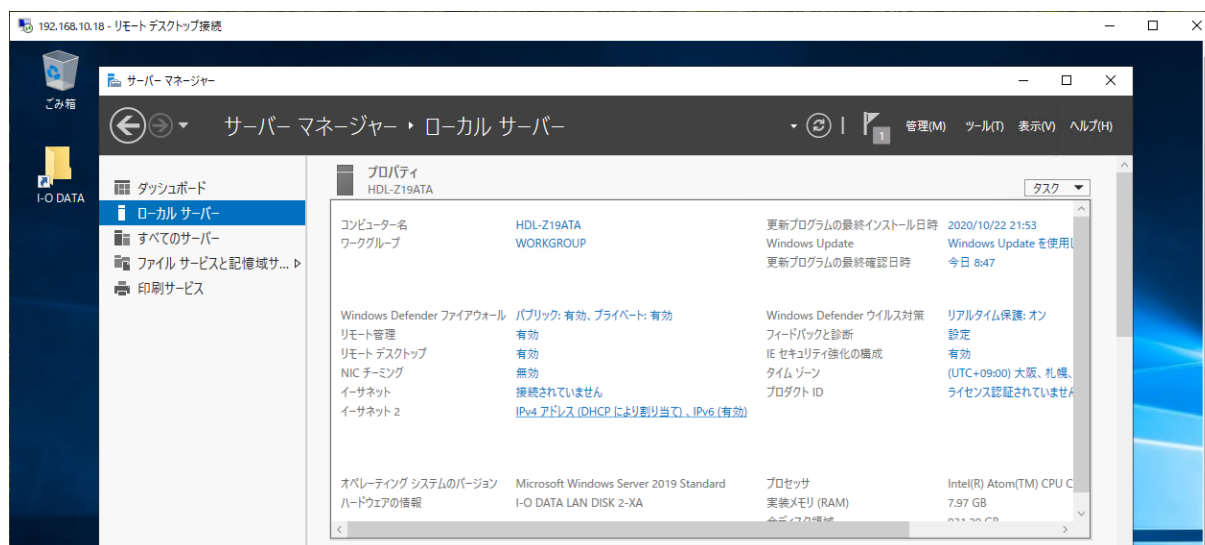 192.168.10.18 - リモート デスクトップ接続
ごみ箱
I-O DATA
サーバー マネージャー
サーバー マネージャー ローカル サーバー
1
管理(M) ツール(T) 表示(V) ヘルプ(H)
ダッシュボード
ローカル サーバー
すべてのサーバー
ファイル サービスと記憶域サ...
印刷サービス
プロパティ
HDL-Z19ATA
タスク
コンピューター名 HDL-Z19ATA 更新プログラムの最終インストール日時 2020/10/22 21:53
ワークグループ WORKGROUP Windows Update Windows Update を使用し
更新プログラムの最終確認日時 今日 8:47
Windows Defender ファイアウォール パブリック: 有効、プライベート: 有効 Windows Defender ウイルス対策 リアルタイム保護: オン
リモート管理 有効 フィードバックと診断 設定
リモート デスクトップ 有効 IE セキュリティ強化の構成 有効
NIC チーミング 無効 タイム ゾーン (UTC+09:00) 大阪、札幌、
イーサネット 接続されていません プロダクト ID ライセンス認証されていませ
イーサネット 2 IPv4 アドレス (DHCP により割り当て) 、IPv6 (有効)
オペレーティング システムのバージョン Microsoft Windows Server 2019 Standard プロセッサ Intel(R) Atom(TM) CPU C
ハードウェアの情報 I-O DATA LAN DISK 2-XA 実装メモリ (RAM) 7.97 GB